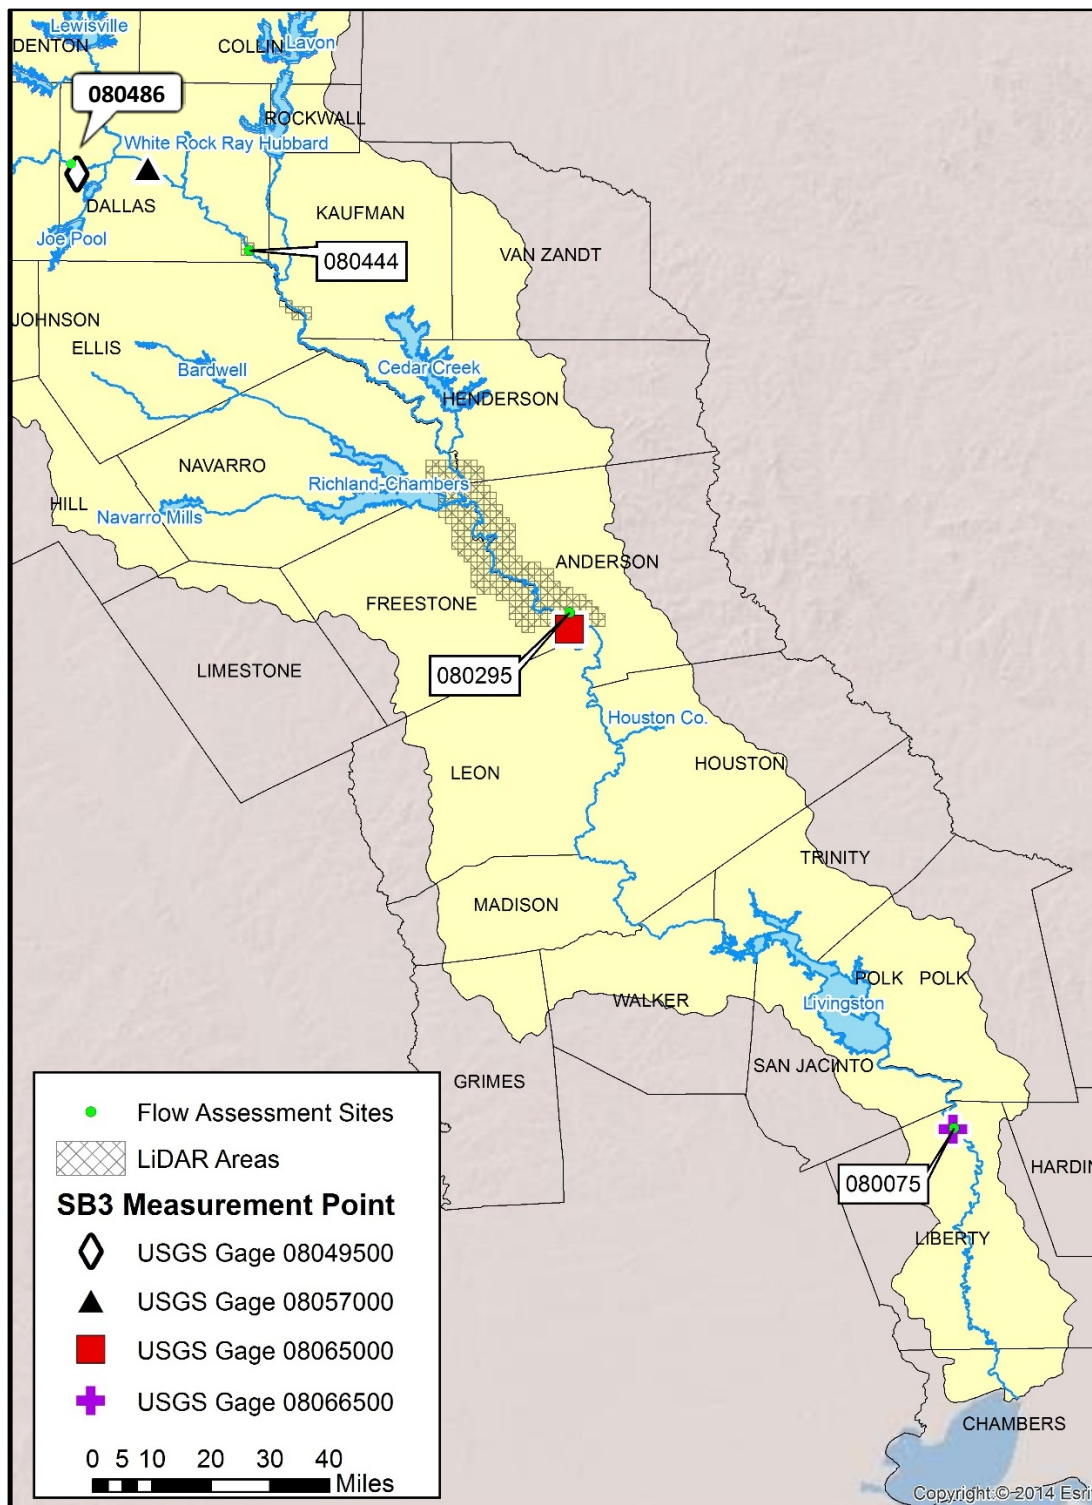 Lewisville
DENTON
COLLIN
Lavon
080486
ROCKWALL
White Rock Ray Hubbard
DALLAS
KAUFMAN
Joe Pool
080444
VAN ZANDT
JOHNSON
ELLIS
Bardwell
Cedar Creek
HENDERSON
NAVARRO
Richland-Chambers
HILL
Navarro Mills
ANDERSON
FREESTONE
LIMESTONE
080295
Houston Co.
LEON
HOUSTON
TRINITY
MADISON
POLK POLK
WALKER
Livingston
SAN JACINTO
GRIMES
080075
HARDIN
LIBERTY
CHAMBERS
Flow Assessment Sites
LiDAR Areas
SB3 Measurement Point
USGS Gage 08049500
USGS Gage 08057000
USGS Gage 08065000
USGS Gage 08066500
0 5 10 20 30 40
Miles
Copyright:© 2014 Esri